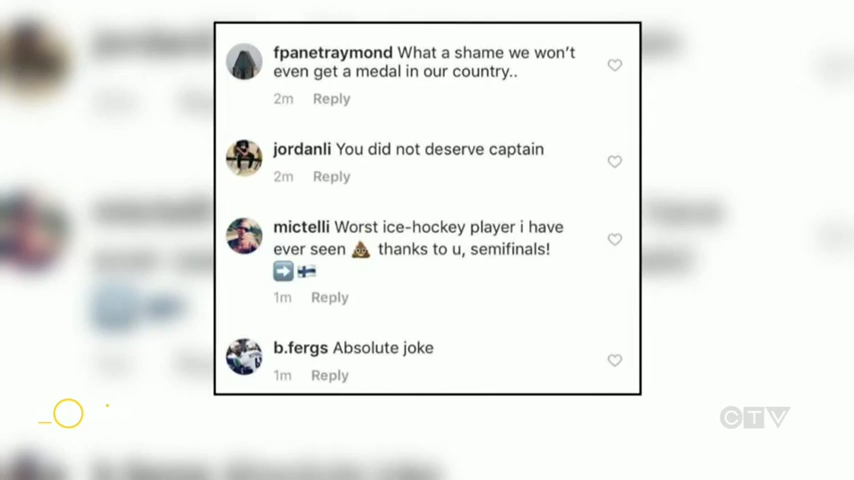 fpanetraymond What a shame we won't
even get a medal in our country..
2m Reply
jordanli You did not deserve captain
2m Reply
mictelli Worst ice-hockey player i have
ever seen 💩 thanks to u, semifinals!
➡️🇫🇮
1m Reply
b.fergs Absolute joke
1m Reply
CTV